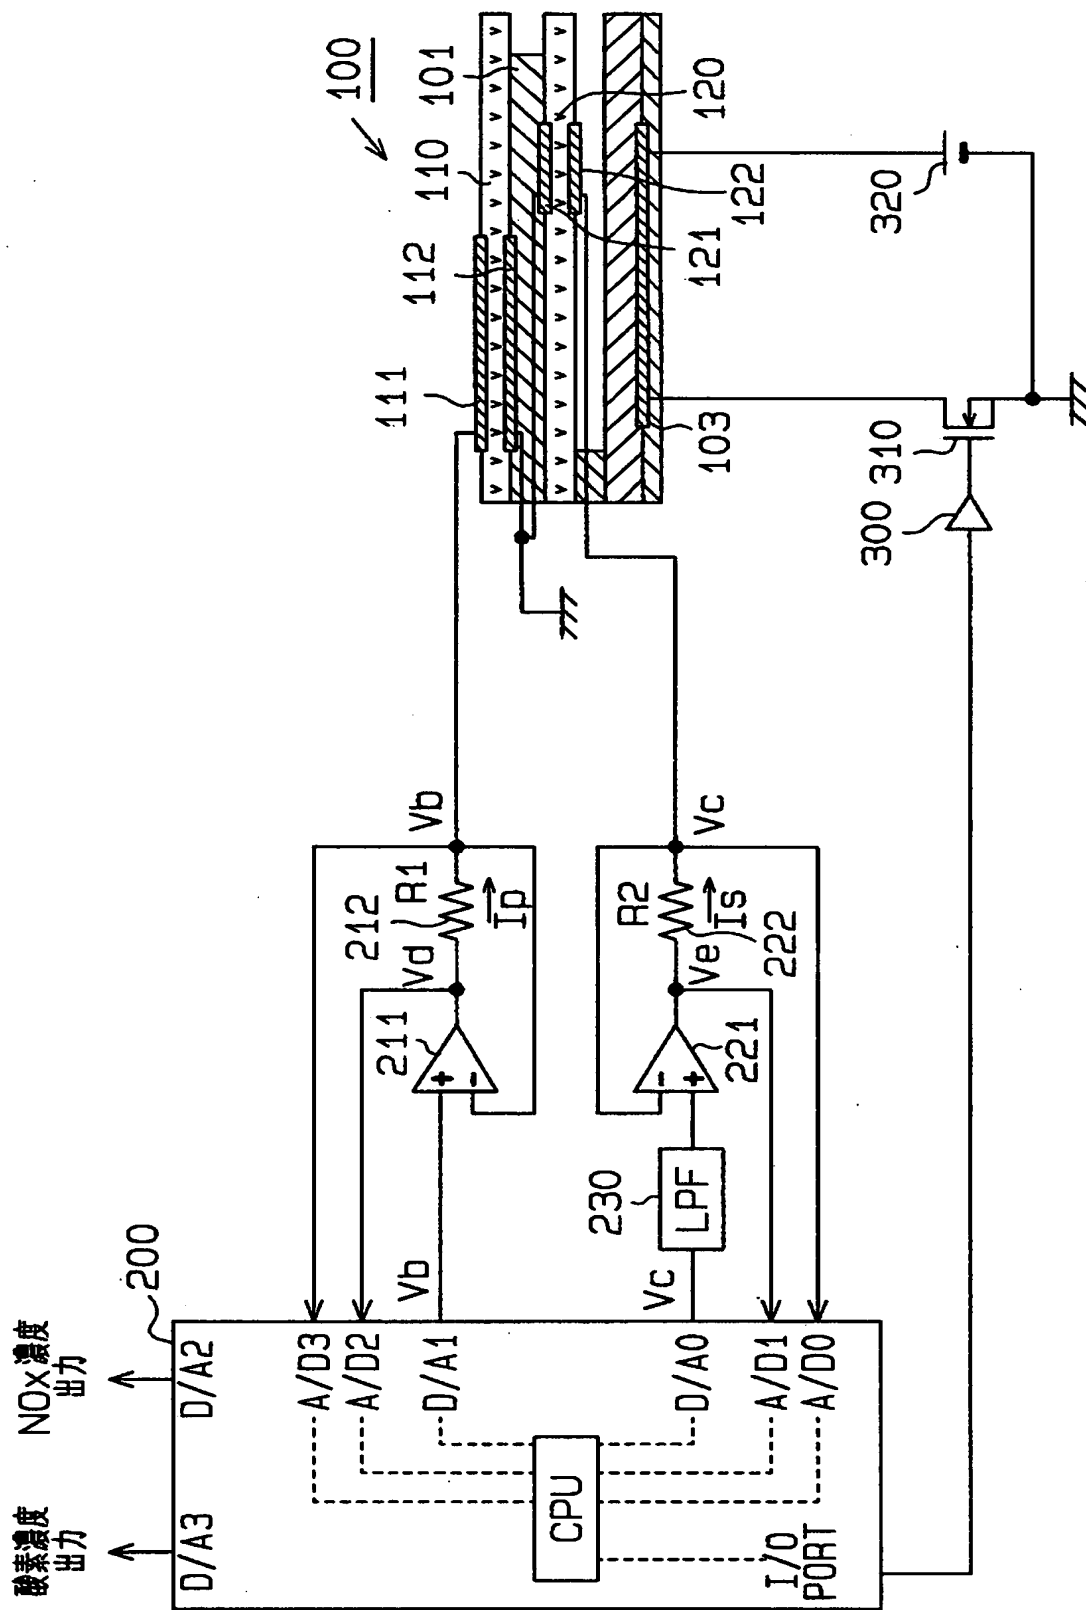 酸素濃度
出力
NOx濃度
出力
200
D/A3
D/A2
A/D3
A/D2
D/A1
D/A0
A/D1
A/D0
CPU
I/O
PORT
Vb
Vc
230
LPF
211
+
-
221
-
+
Vd
212
R1
Ip
Vb
Ve
222
R2
Is
Vc
100
111
112
110
101
120
121
122
103
300
310
320